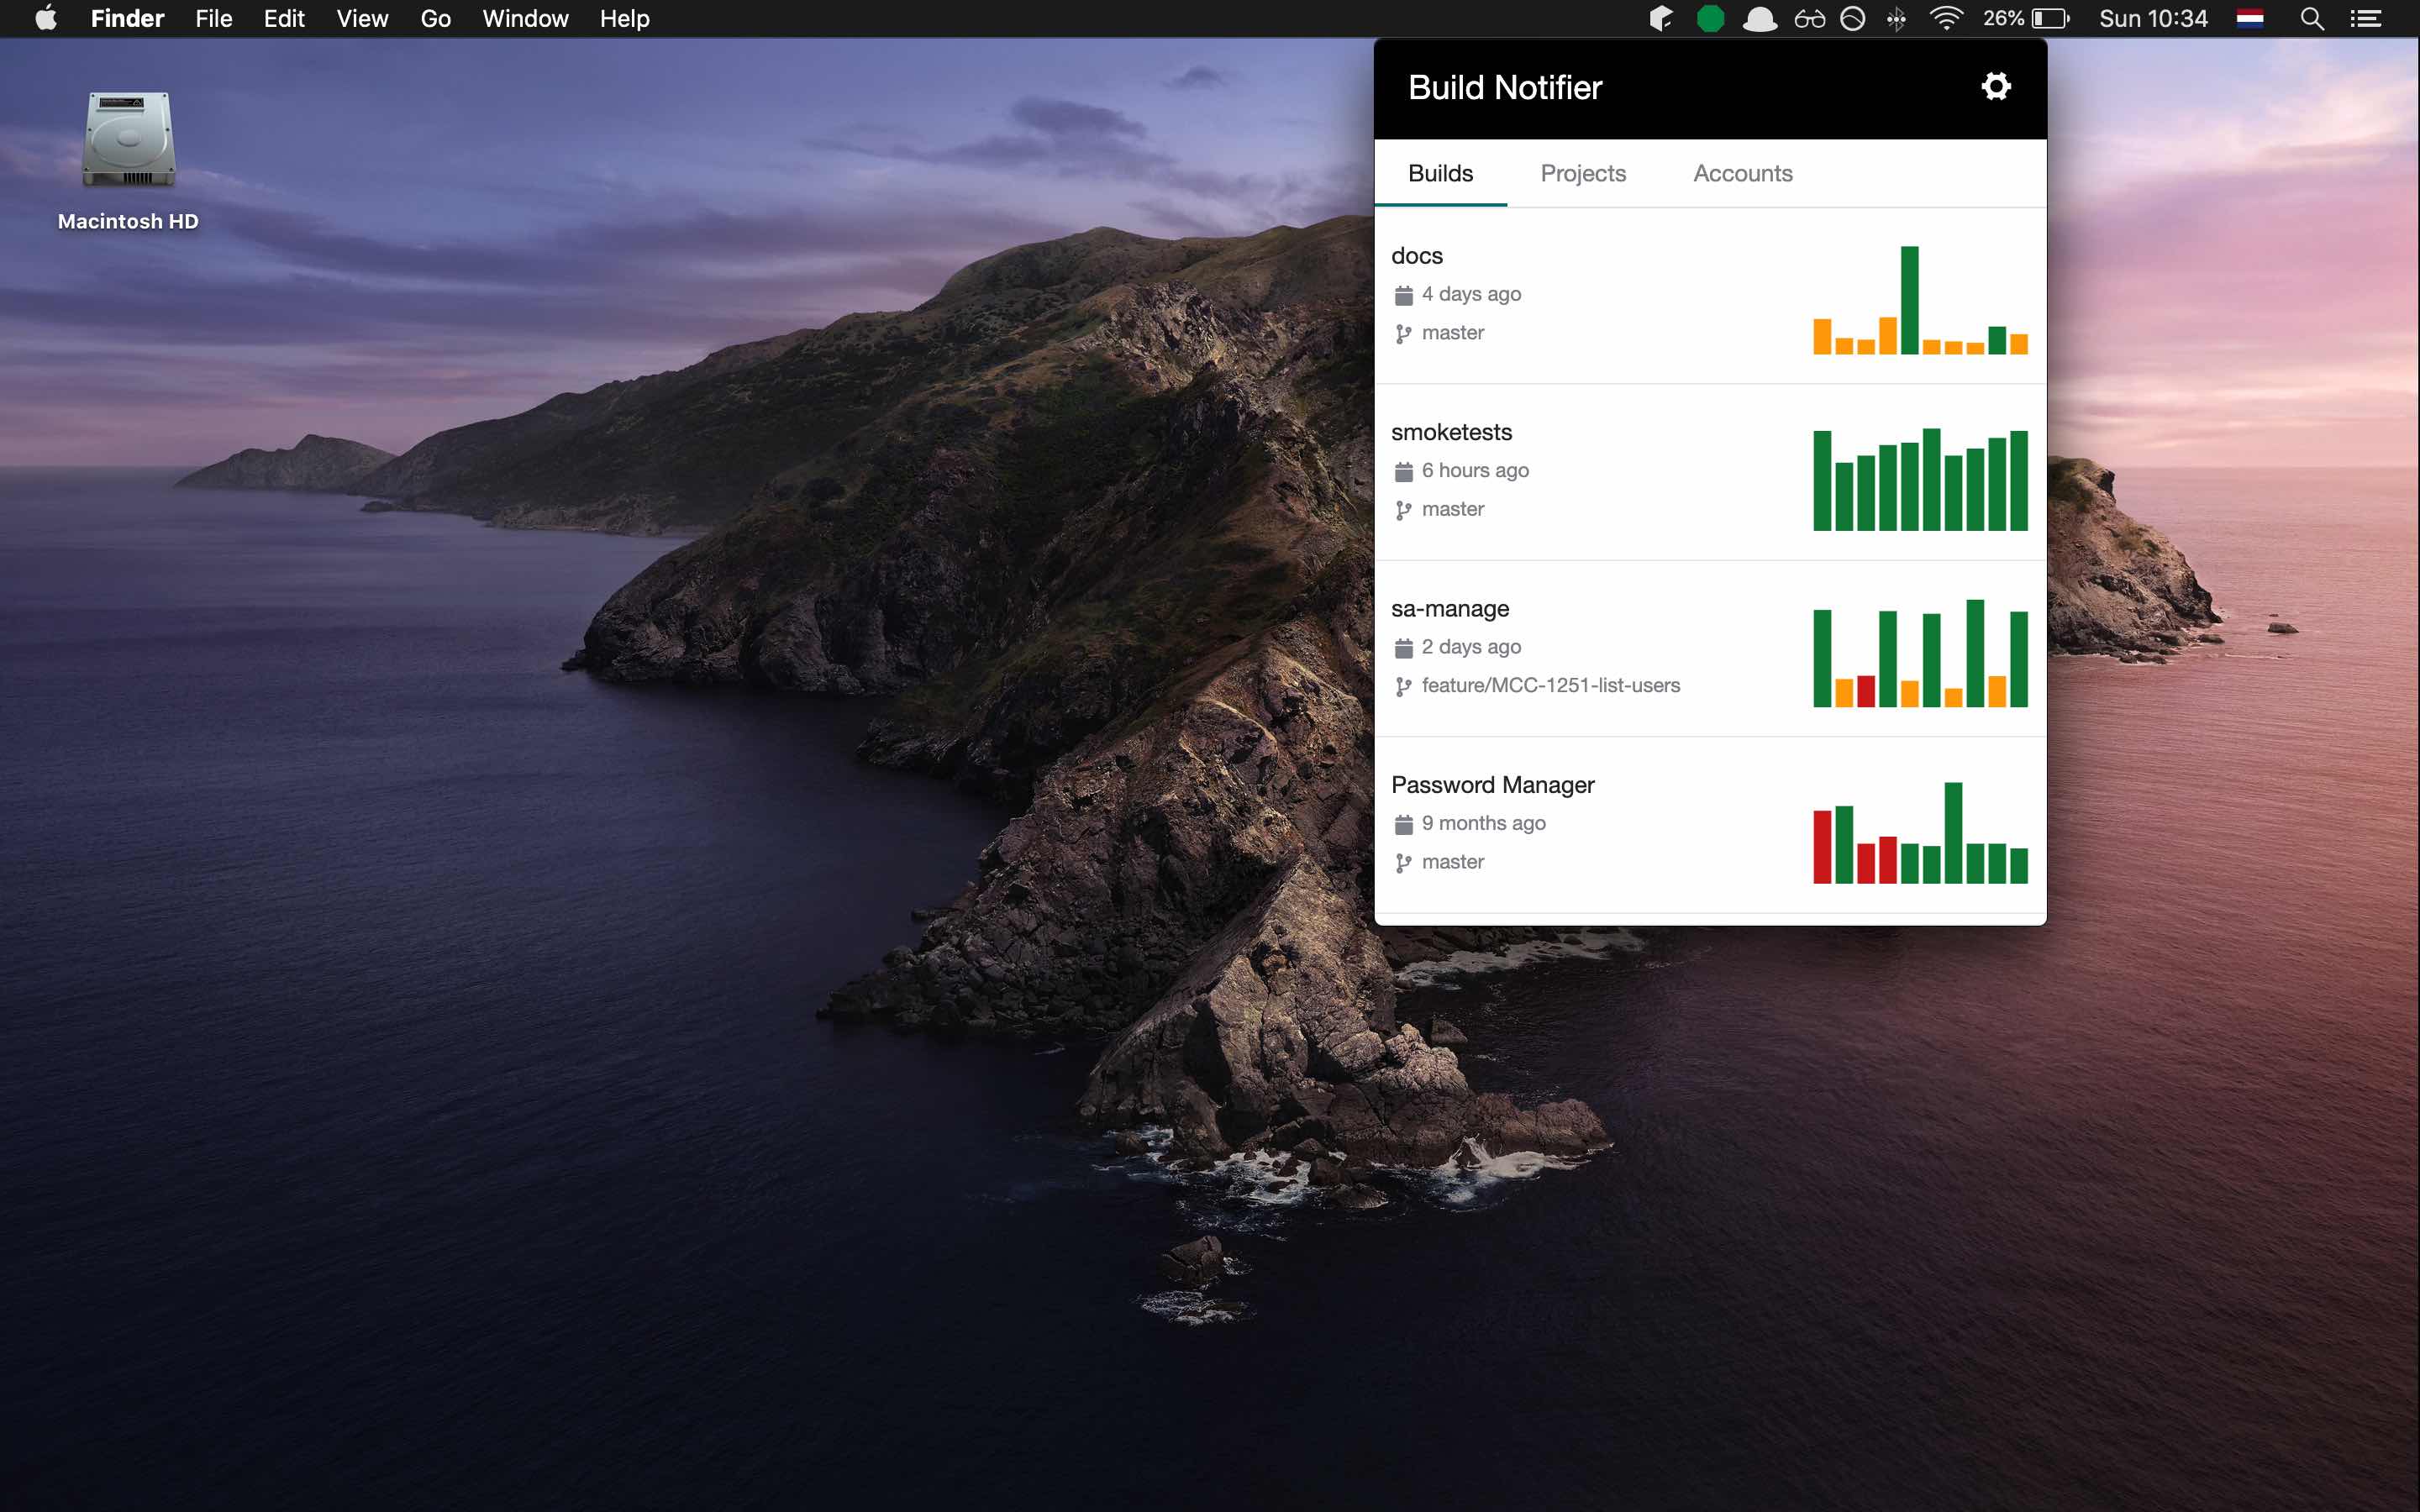 Finder File Edit View Go Window Help 26% Sun 10:34
Macintosh HD
Build Notifier
Builds Projects Accounts
docs
4 days ago
master
smoketests
6 hours ago
master
sa-manage
2 days ago
feature/MCC-1251-list-users
Password Manager
9 months ago
master